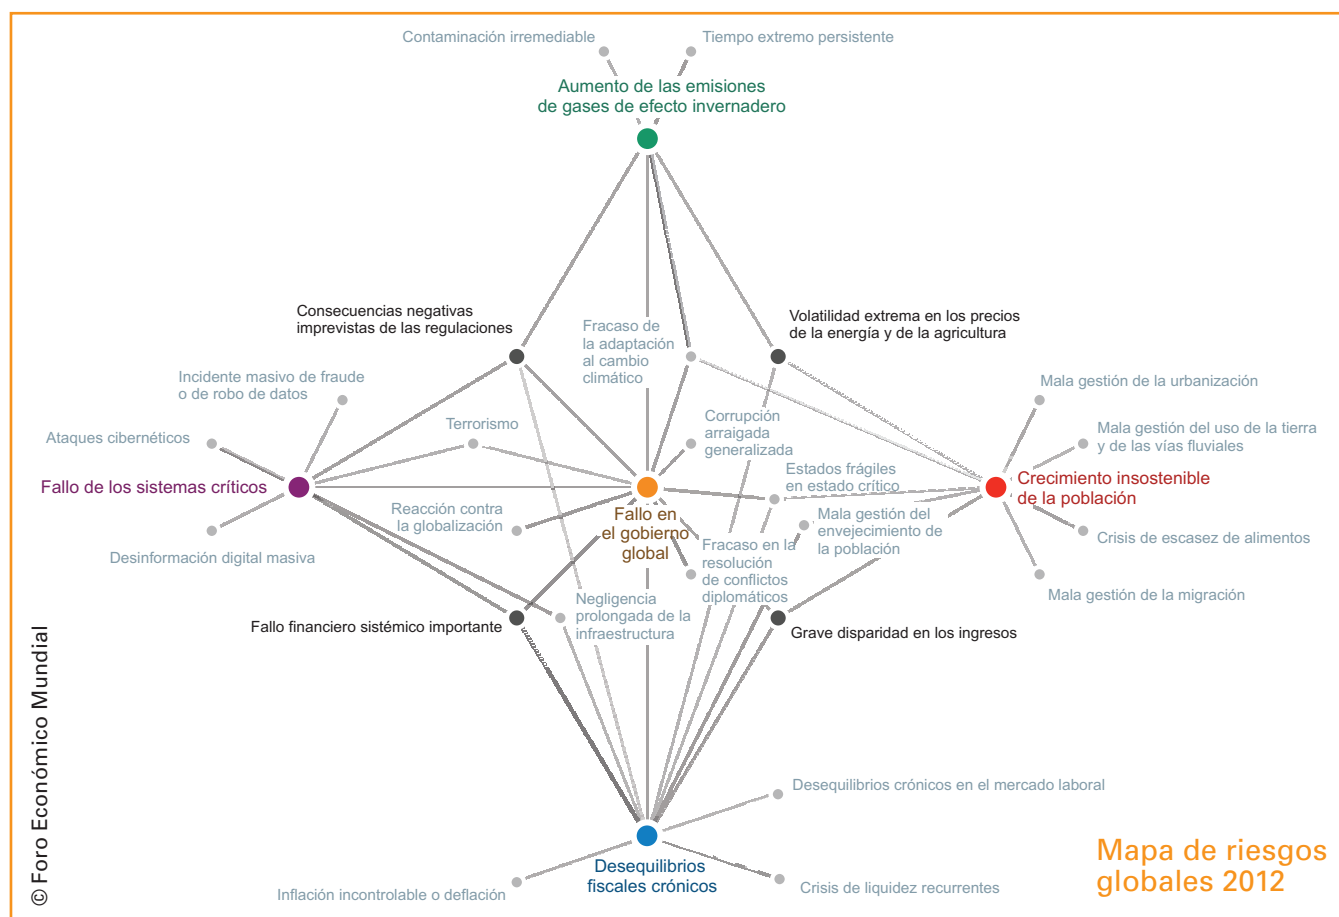 Contaminación irremediable
Tiempo extremo persistente
Aumento de las emisiones
de gases de efecto invernadero
Consecuencias negativas
imprevistas de las regulaciones
Fracaso de
la adaptación
al cambio
climático
Volatilidad extrema en los precios
de la energía y de la agricultura
Incidente masivo de fraude
o de robo de datos
Mala gestión de la urbanización
Ataques cibernéticos
Terrorismo
Corrupción
arraigada
generalizada
Mala gestión del uso de la tierra
y de las vías fluviales
Fallo de los sistemas críticos
Estados frágiles
en estado crítico
Crecimiento insostenible
de la población
Reacción contra
la globalización
Fallo en
el gobierno
global
Mala gestión del
envejecimiento de
la población
Desinformación digital masiva
Fracaso en la
resolución
de conflictos
diplomáticos
Crisis de escasez de alimentos
Mala gestión de la migración
Fallo financiero sistémico importante
Negligencia
prolongada de la
infraestructura
Grave disparidad en los ingresos
Desequilibrios crónicos en el mercado laboral
Desequilibrios
fiscales crónicos
Inflación incontrolable o deflación
Crisis de liquidez recurrentes
Mapa de riesgos
globales 2012
© Foro Económico Mundial